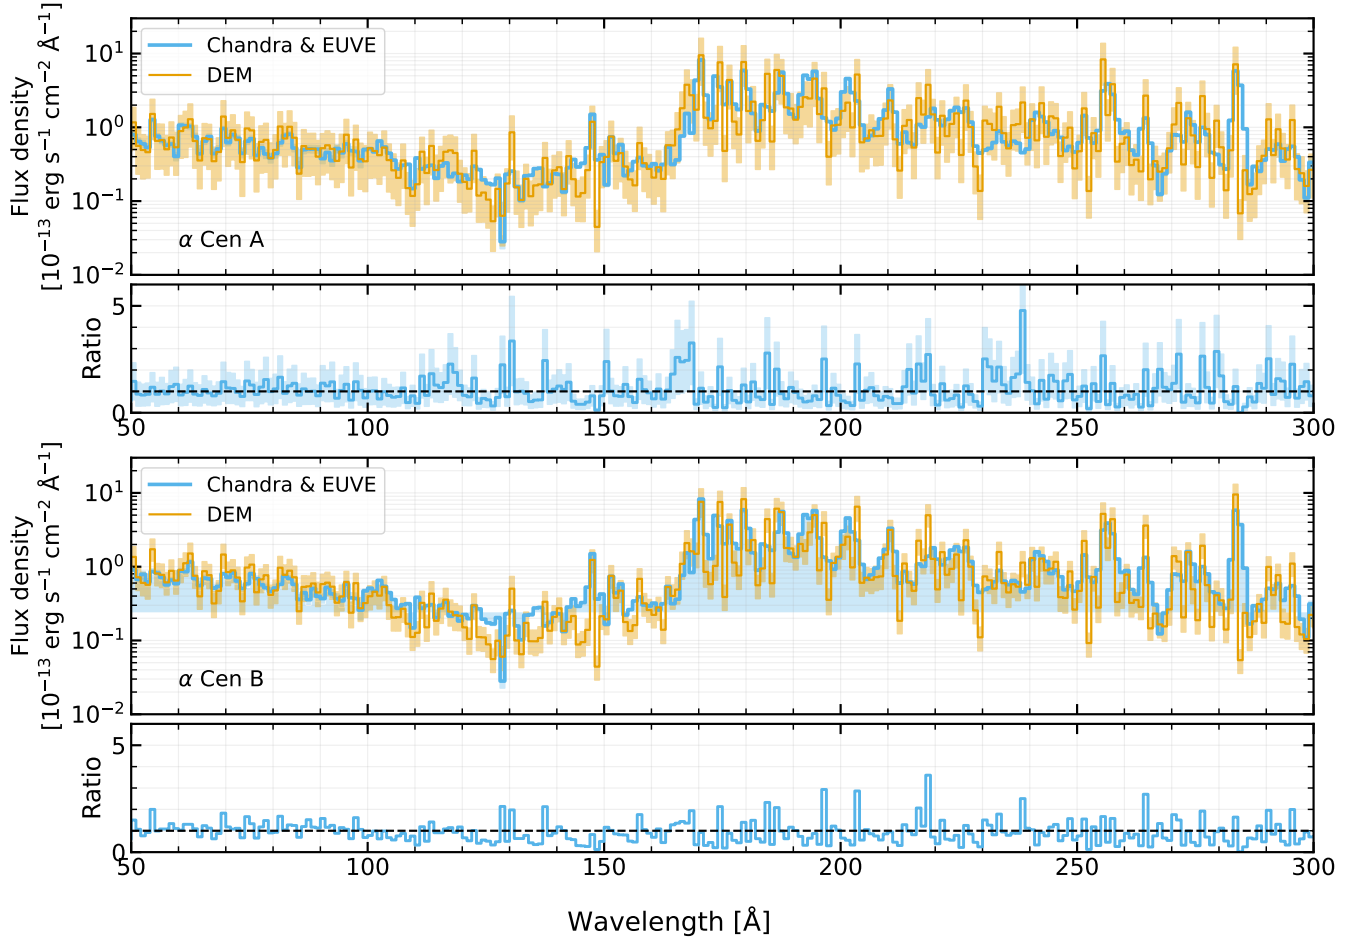 Flux density
[10⁻¹³ erg s⁻¹ cm⁻² Å⁻¹]
10¹
10⁰
10⁻¹
10⁻²
Chandra & EUVE
DEM
α Cen A
Ratio
5
0
50 100 150 200 250 300
Flux density
[10⁻¹³ erg s⁻¹ cm⁻² Å⁻¹]
10¹
10⁰
10⁻¹
10⁻²
Chandra & EUVE
DEM
α Cen B
Ratio
5
0
50 100 150 200 250 300
Wavelength [Å]